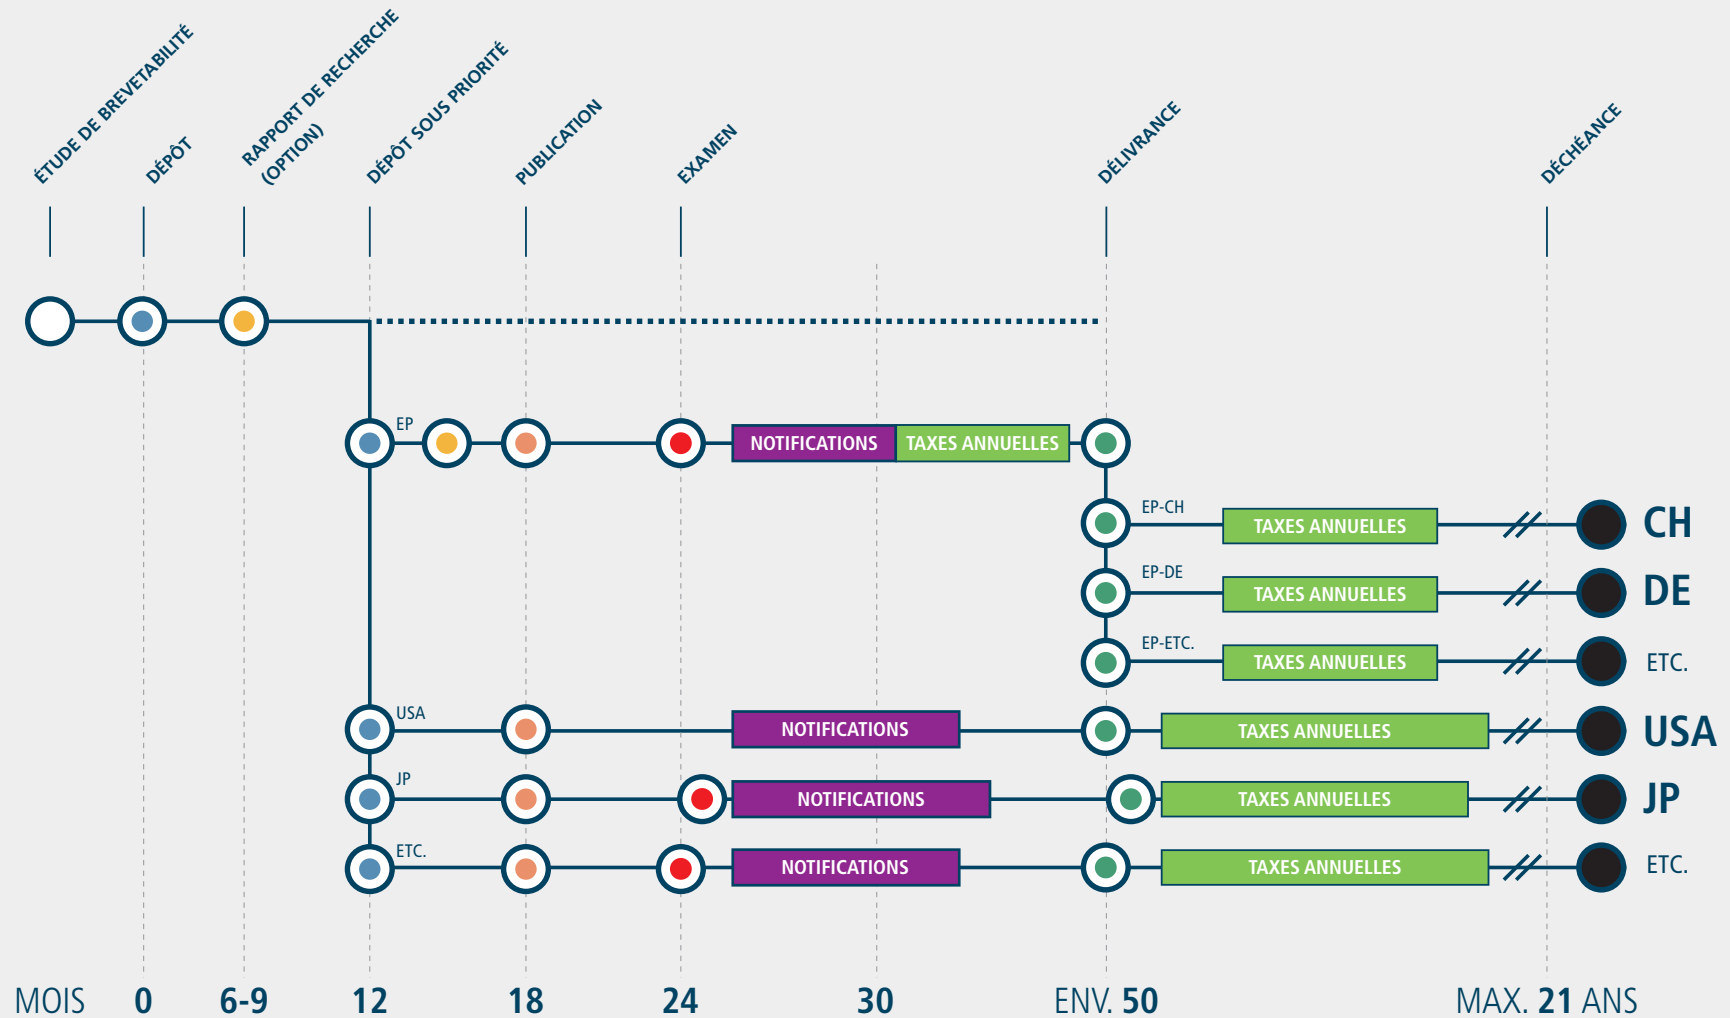 ÉTUDE DE BREVETABILITÉ
DÉPÔT
RAPPORT DE RECHERCHE
(OPTION)
DÉPÔT SOUS PRIORITÉ
PUBLICATION
EXAMEN
DÉLIVRANCE
DÉCHÉANCE
EP
NOTIFICATIONS
TAXES ANNUELLES
EP-CH
TAXES ANNUELLES
CH
EP-DE
TAXES ANNUELLES
DE
EP-ETC.
TAXES ANNUELLES
ETC.
USA
NOTIFICATIONS
TAXES ANNUELLES
USA
JP
NOTIFICATIONS
TAXES ANNUELLES
JP
ETC.
NOTIFICATIONS
TAXES ANNUELLES
ETC.
MOIS
0
6-9
12
18
24
30
ENV. 50
MAX. 21 ANS